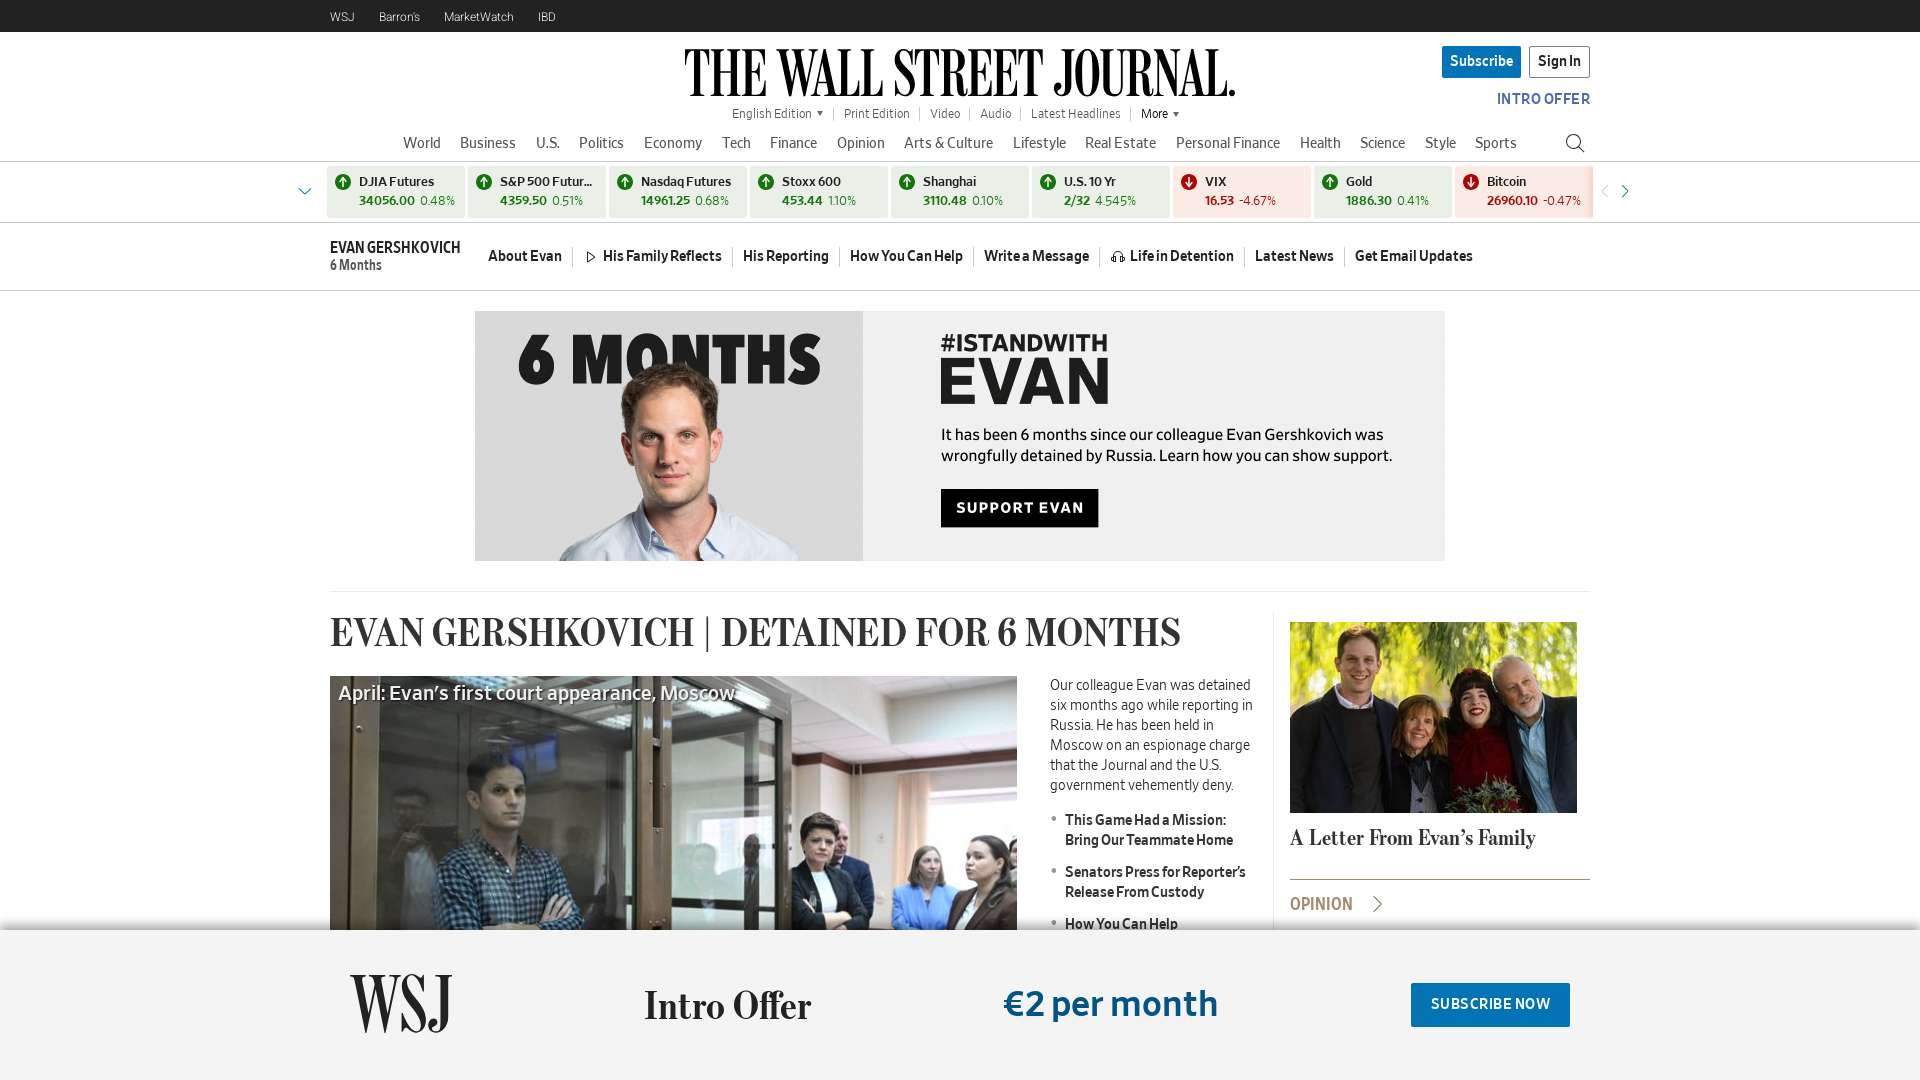 WSJ Barron's MarketWatch IBD
THE WALL STREET JOURNAL.
Subscribe Sign In
INTRO OFFER
English Edition Print Edition Video Audio Latest Headlines More
World Business U.S. Politics Economy Tech Finance Opinion Arts & Culture Lifestyle Real Estate Personal Finance Health Science Style Sports
DJIA Futures S&P 500 Futur... Nasdaq Futures Stoxx 600 Shanghai U.S. 10 Yr VIX Gold Bitcoin
34056.00 0.48% 4359.50 0.51% 14961.25 0.68% 453.44 1.10% 3110.48 0.10% 2/32 4.545% 16.53 -4.67% 1886.30 0.41% 26960.10 -0.47%
EVAN GERSHKOVICH
6 Months
About Evan His Family Reflects His Reporting How You Can Help Write a Message Life in Detention Latest News Get Email Updates
6 MONTHS
#ISTANDWITH
EVAN
It has been 6 months since our colleague Evan Gershkovich was
wrongfully detained by Russia. Learn how you can show support.
SUPPORT EVAN
EVAN GERSHKOVICH | DETAINED FOR 6 MONTHS
April: Evan's first court appearance, Moscow
Our colleague Evan was detained
six months ago while reporting in
Russia. He has been held in
Moscow on an espionage charge
that the Journal and the U.S.
government vehemently deny.
• This Game Had a Mission:
Bring Our Teammate Home
• Senators Press for Reporter's
Release From Custody
• How You Can Help
A Letter From Evan's Family
OPINION
WSJ
Intro Offer
€2 per month
SUBSCRIBE NOW